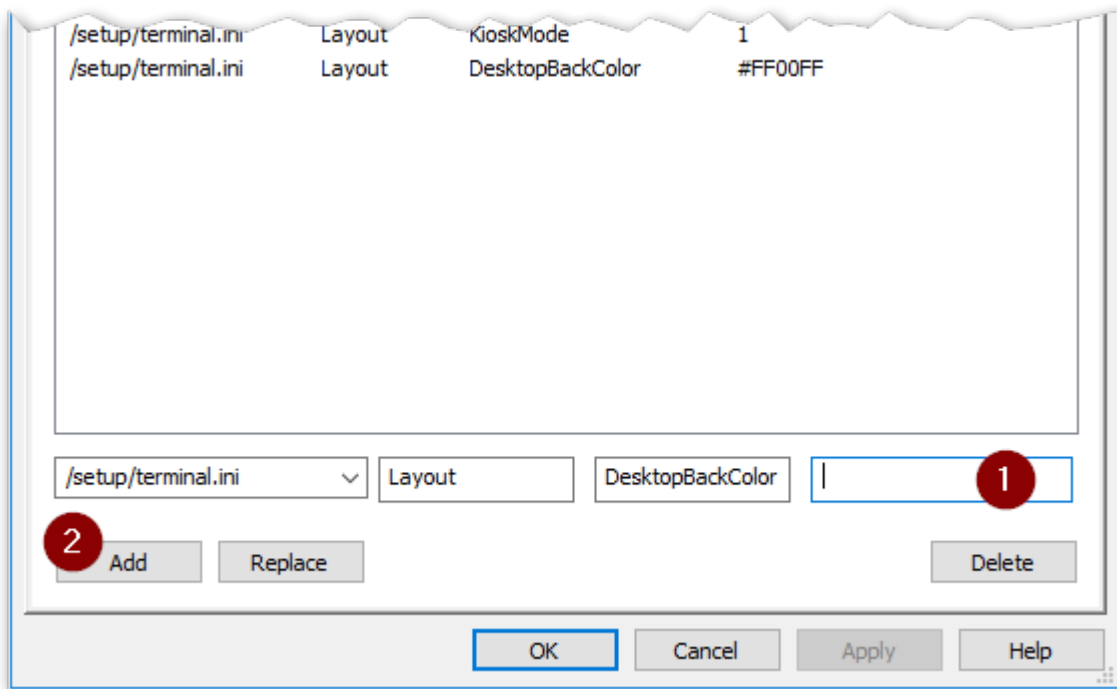 /setup/terminal.ini Layout KioskMode 1
/setup/terminal.ini Layout DesktopBackColor #FF00FF
/setup/terminal.ini Layout DesktopBackColor 1
2 Add Replace Delete
OK Cancel Apply Help